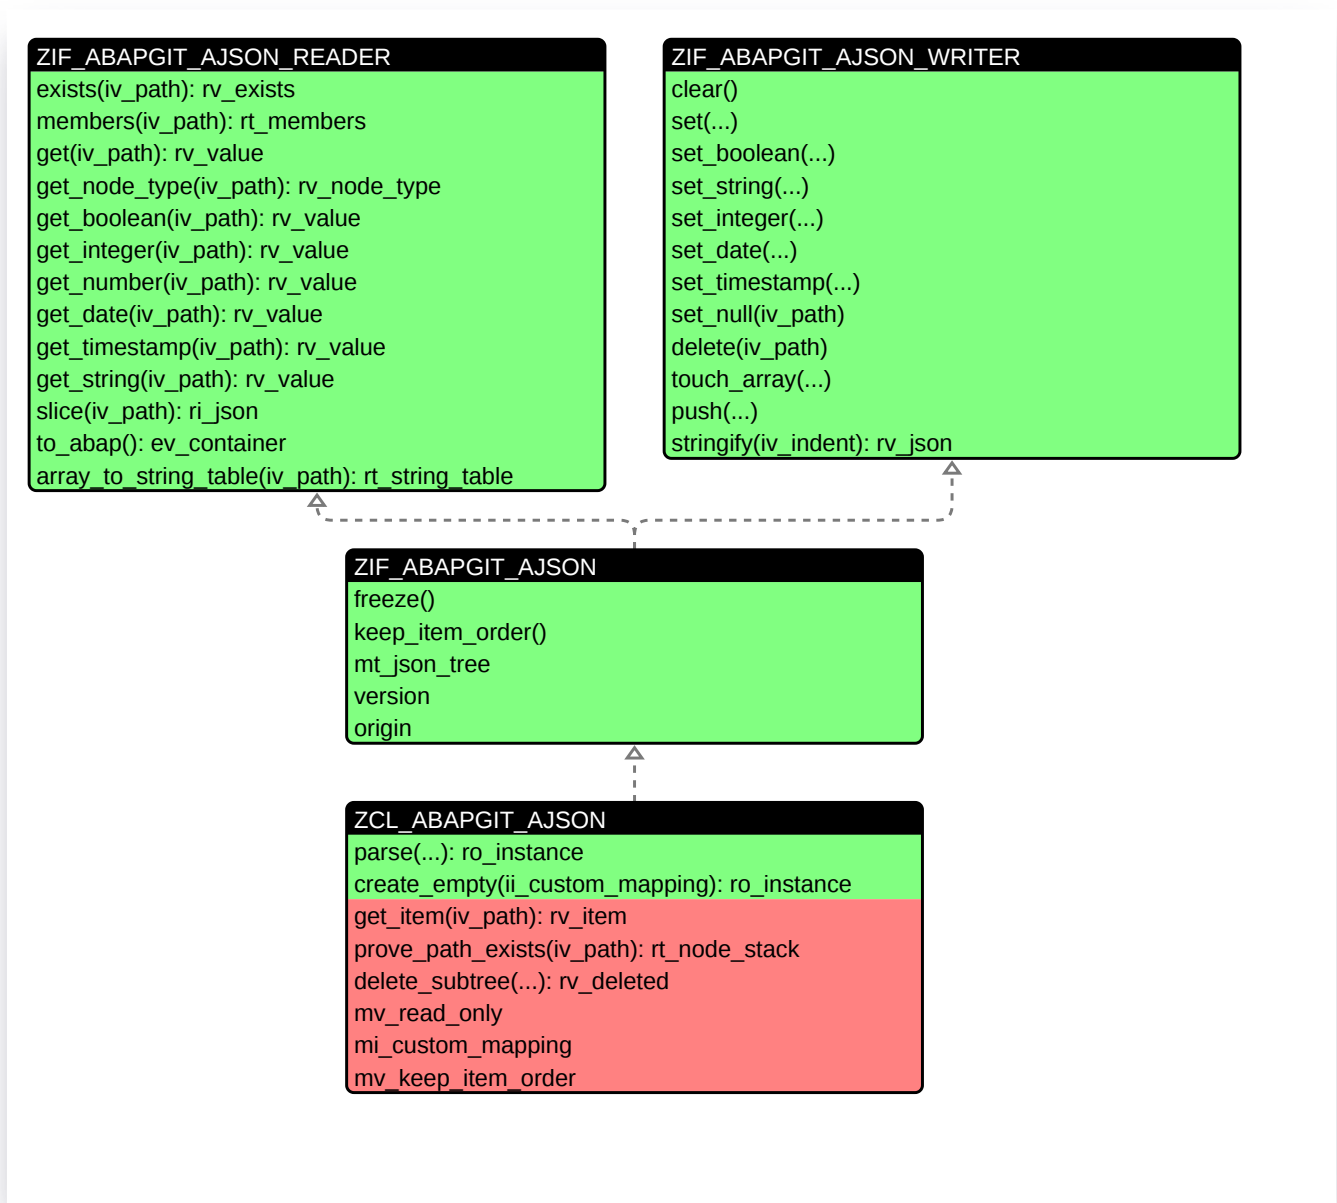 ZIF_ABAPGIT_AJSON_READER
exists(iv_path): rv_exists
members(iv_path): rt_members
get(iv_path): rv_value
get_node_type(iv_path): rv_node_type
get_boolean(iv_path): rv_value
get_integer(iv_path): rv_value
get_number(iv_path): rv_value
get_date(iv_path): rv_value
get_timestamp(iv_path): rv_value
get_string(iv_path): rv_value
slice(iv_path): ri_json
to_abap(): ev_container
array_to_string_table(iv_path): rt_string_table
ZIF_ABAPGIT_AJSON_WRITER
clear()
set(...)
set_boolean(...)
set_string(...)
set_integer(...)
set_date(...)
set_timestamp(...)
set_null(iv_path)
delete(iv_path)
touch_array(...)
push(...)
stringify(iv_indent): rv_json
ZIF_ABAPGIT_AJSON
freeze()
keep_item_order()
mt_json_tree
version
origin
ZCL_ABAPGIT_AJSON
parse(...): ro_instance
create_empty(ii_custom_mapping): ro_instance
get_item(iv_path): rv_item
prove_path_exists(iv_path): rt_node_stack
delete_subtree(...): rv_deleted
mv_read_only
mi_custom_mapping
mv_keep_item_order